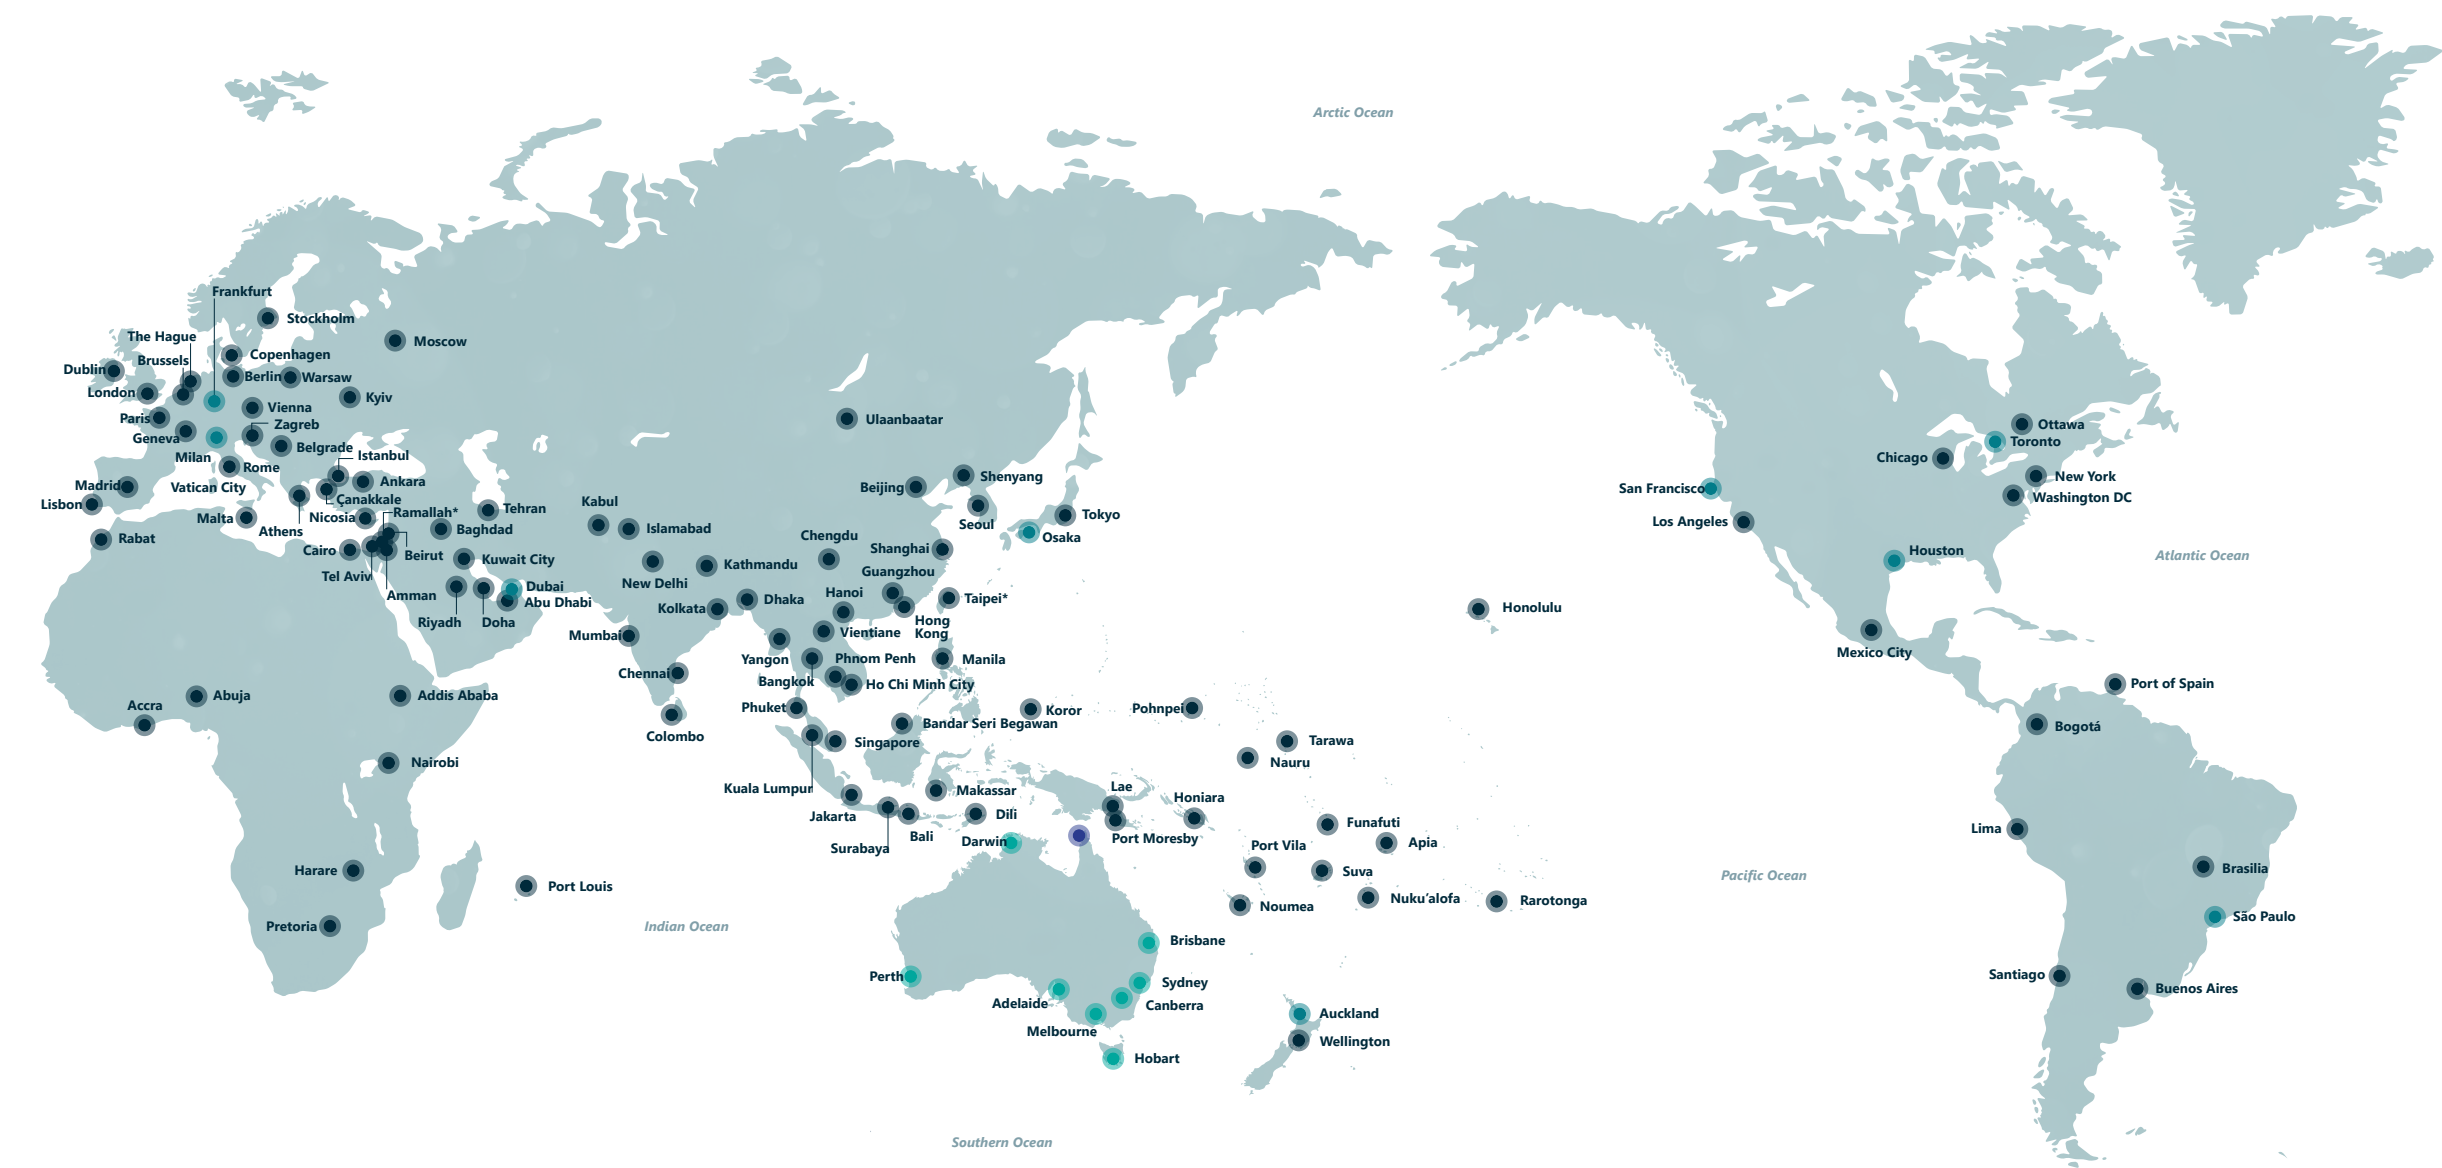 Arctic Ocean
Frankfurt
Stockholm
The Hague
Moscow
Copenhagen
Brussels
Dublin
Berlin
Warsaw
London
Kyiv
Vienna
Paris
Zagreb
Geneva
Belgrade
Istanbul
Milan
Rome
Ankara
Madrid
Vatican City
Çanakkale
Lisbon
Malta
Nicosia
Ramallah*
Tehran
Athens
Baghdad
Rabat
Cairo
Beirut
Kuwait City
Tel Aviv
Amman
Dubai
Abu Dhabi
Riyadh
Doha
Abuja
Accra
Addis Ababa
Nairobi
Harare
Pretoria
Port Louis
Indian Ocean
Ulaanbaatar
Kabul
Islamabad
New Delhi
Kathmandu
Kolkata
Dhaka
Mumbai
Chennai
Colombo
Beijing
Shenyang
Seoul
Tokyo
Osaka
Chengdu
Shanghai
Guangzhou
Hanoi
Taipei*
Hong
Kong
Vientiane
Yangon
Phnom Penh
Manila
Bangkok
Ho Chi Minh City
Phuket
Bandar Seri Begawan
Singapore
Kuala Lumpur
Koror
Pohnpei
Tarawa
Nauru
Makassar
Jakarta
Surabaya
Bali
Dili
Darwin
Lae
Port Moresby
Honiara
Funafuti
Apia
Port Vila
Suva
Noumea
Nuku’alofa
Rarotonga
Brisbane
Perth
Sydney
Adelaide
Canberra
Melbourne
Hobart
Auckland
Wellington
Southern Ocean
Pacific Ocean
Honolulu
Ottawa
Toronto
Chicago
New York
San Francisco
Washington DC
Los Angeles
Houston
Atlantic Ocean
Mexico City
Port of Spain
Bogotá
Lima
Brasilia
São Paulo
Santiago
Buenos Aires